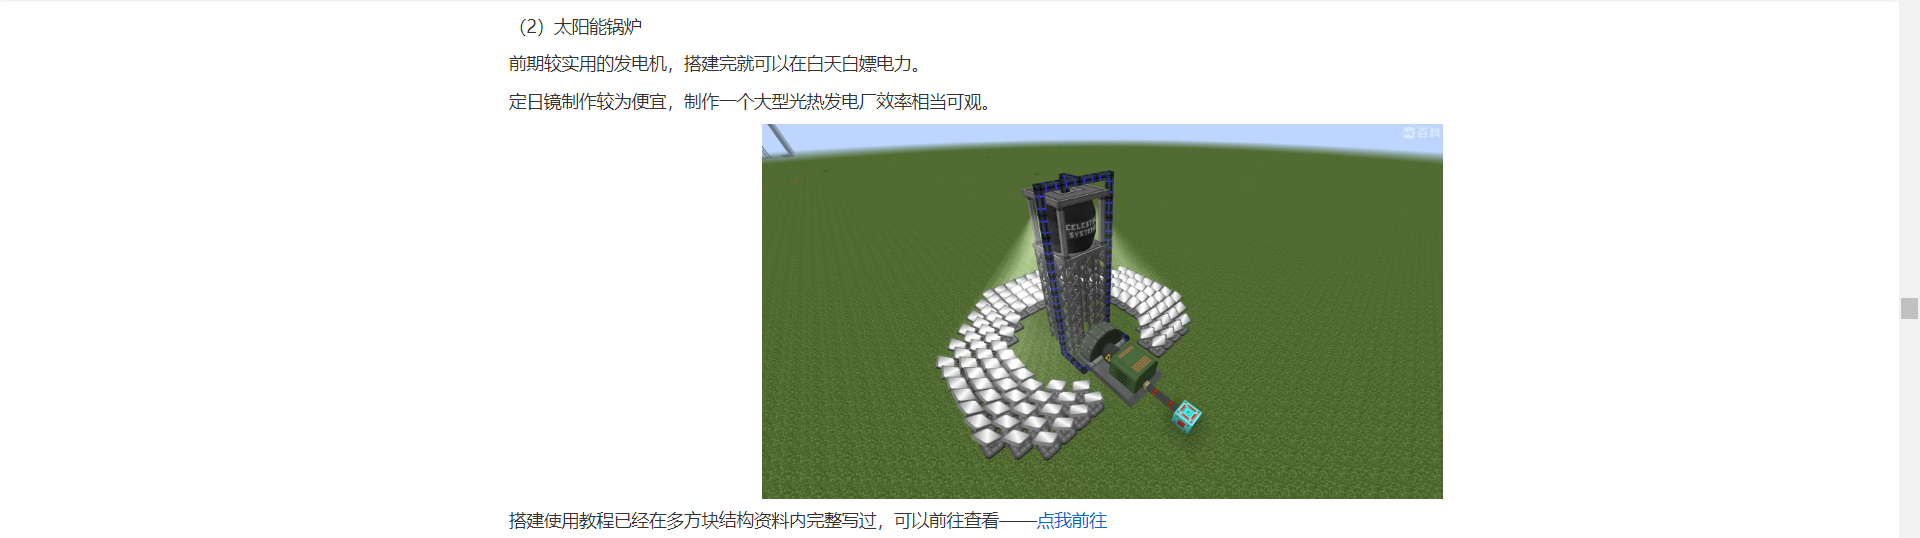 （2）太阳能锅炉
前期较实用的发电机，搭建完就可以在白天白嫖电力。
定日镜制作较为便宜，制作一个大型光热发电厂效率相当可观。
百科
CELESTI
SYSTEM
搭建使用教程已经在多方块结构资料内完整写过，可以前往查看——点我前往